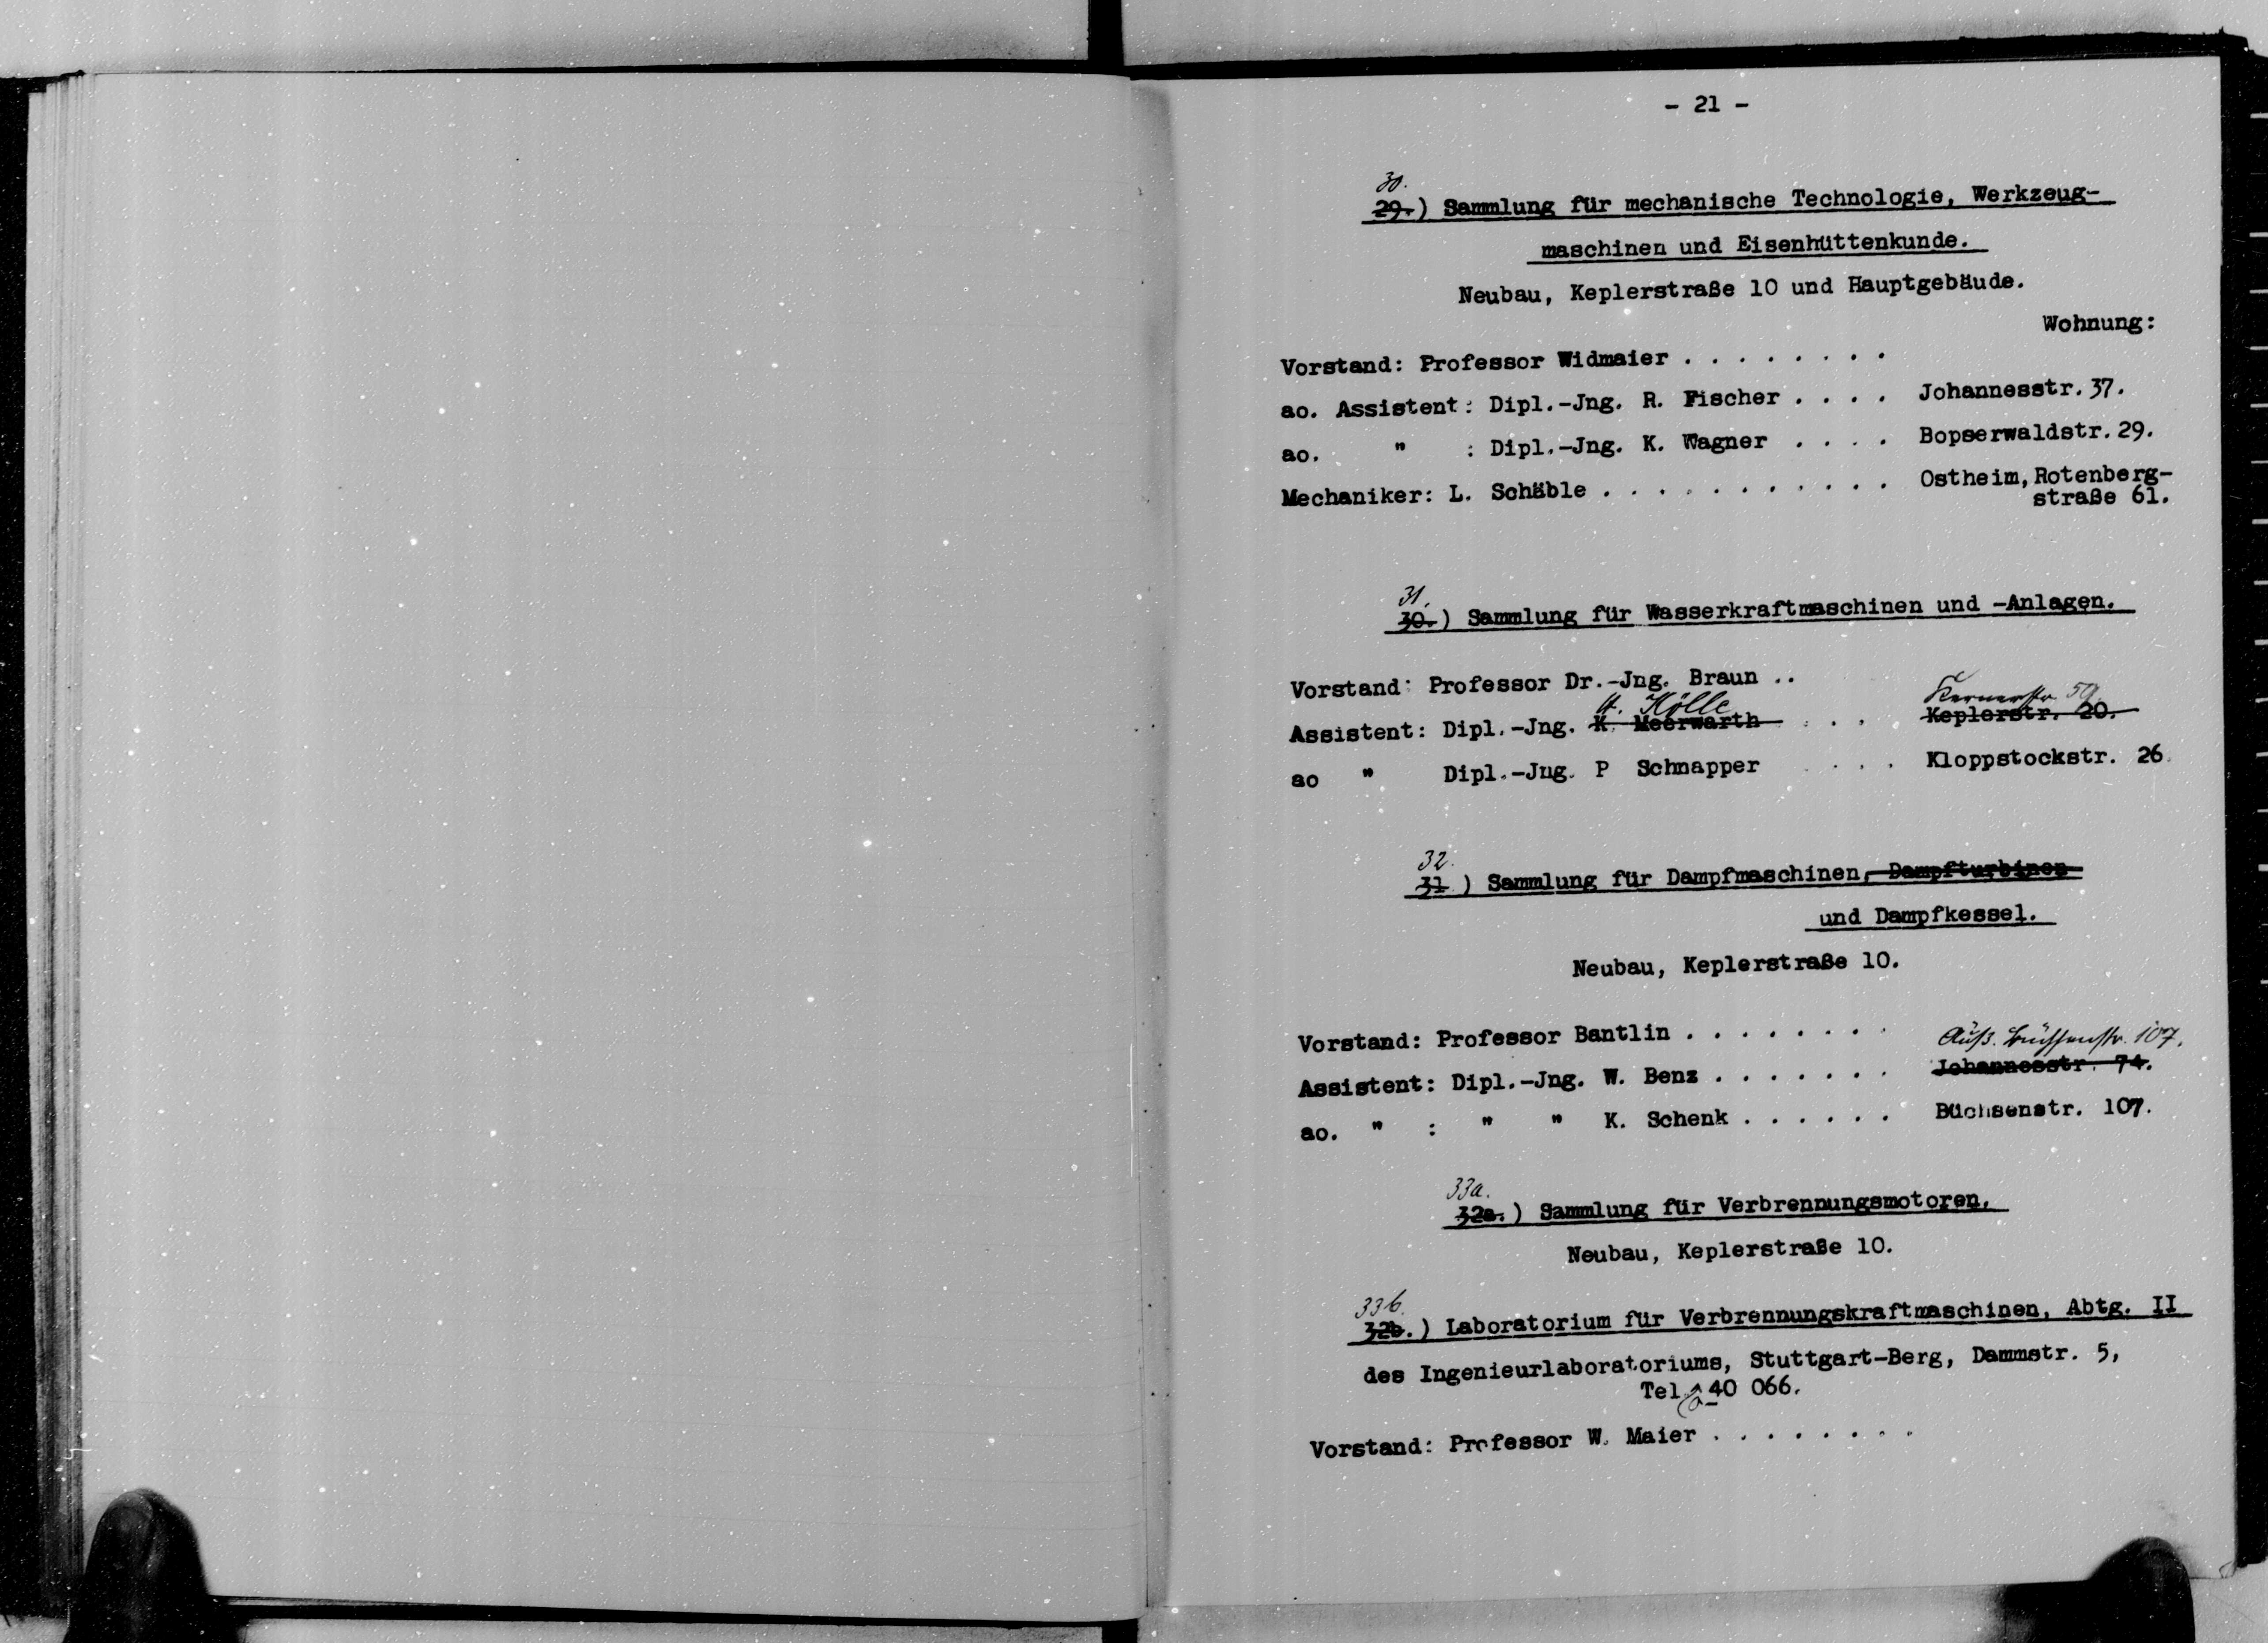 - 21 -
30.
29.) Sammlung für mechanische Technologie, Werkzeug-
maschinen und Eisenhüttenkunde.
Neubau, Keplerstraße 10 und Hauptgebäude.
Wohnung:
Vorstand: Professor Widmaier . . . . . . . .
ao. Assistent: Dipl.-Jng. R. Fischer . . . . Johannesstr. 37.
ao. " : Dipl.-Jng. K. Wagner . . . . Bopserwaldstr. 29.
Mechaniker: L. Schäble . . . . . . . . . . . Ostheim, Rotenberg-
straße 61.
31.
30.) Sammlung für Wasserkraftmaschinen und -Anlagen.
Vorstand: Professor Dr.-Jng. Braun ..
Kölle Kernerstr. 59
Assistent: Dipl.-Jng. K. Meerwarth . . . Keplerstr. 20.
ao " Dipl.-Jng. P Schnapper . . . . Kloppstockstr. 26.
32.
31 ) Sammlung für Dampfmaschinen, Dampfturbinen
und Dampfkessel.
Neubau, Keplerstraße 10.
Vorstand: Professor Bantlin . . . . . . . .
Äuß. Büchsenstr. 107.
Assistent: Dipl.-Jng. W. Benz . . . . . . . Johannesstr. 74.
ao. " : " " K. Schenk . . . . . . Büchsenstr. 107.
33a.
32a.) Sammlung für Verbrennungsmotoren.
Neubau, Keplerstraße 10.
33b.
32b.) Laboratorium für Verbrennungskraftmaschinen, Abtg. II
des Ingenieurlaboratoriums, Stuttgart-Berg, Dammstr. 5,
Tel. 40 066.
Vorstand: Professor W. Maier . . . . . . . .